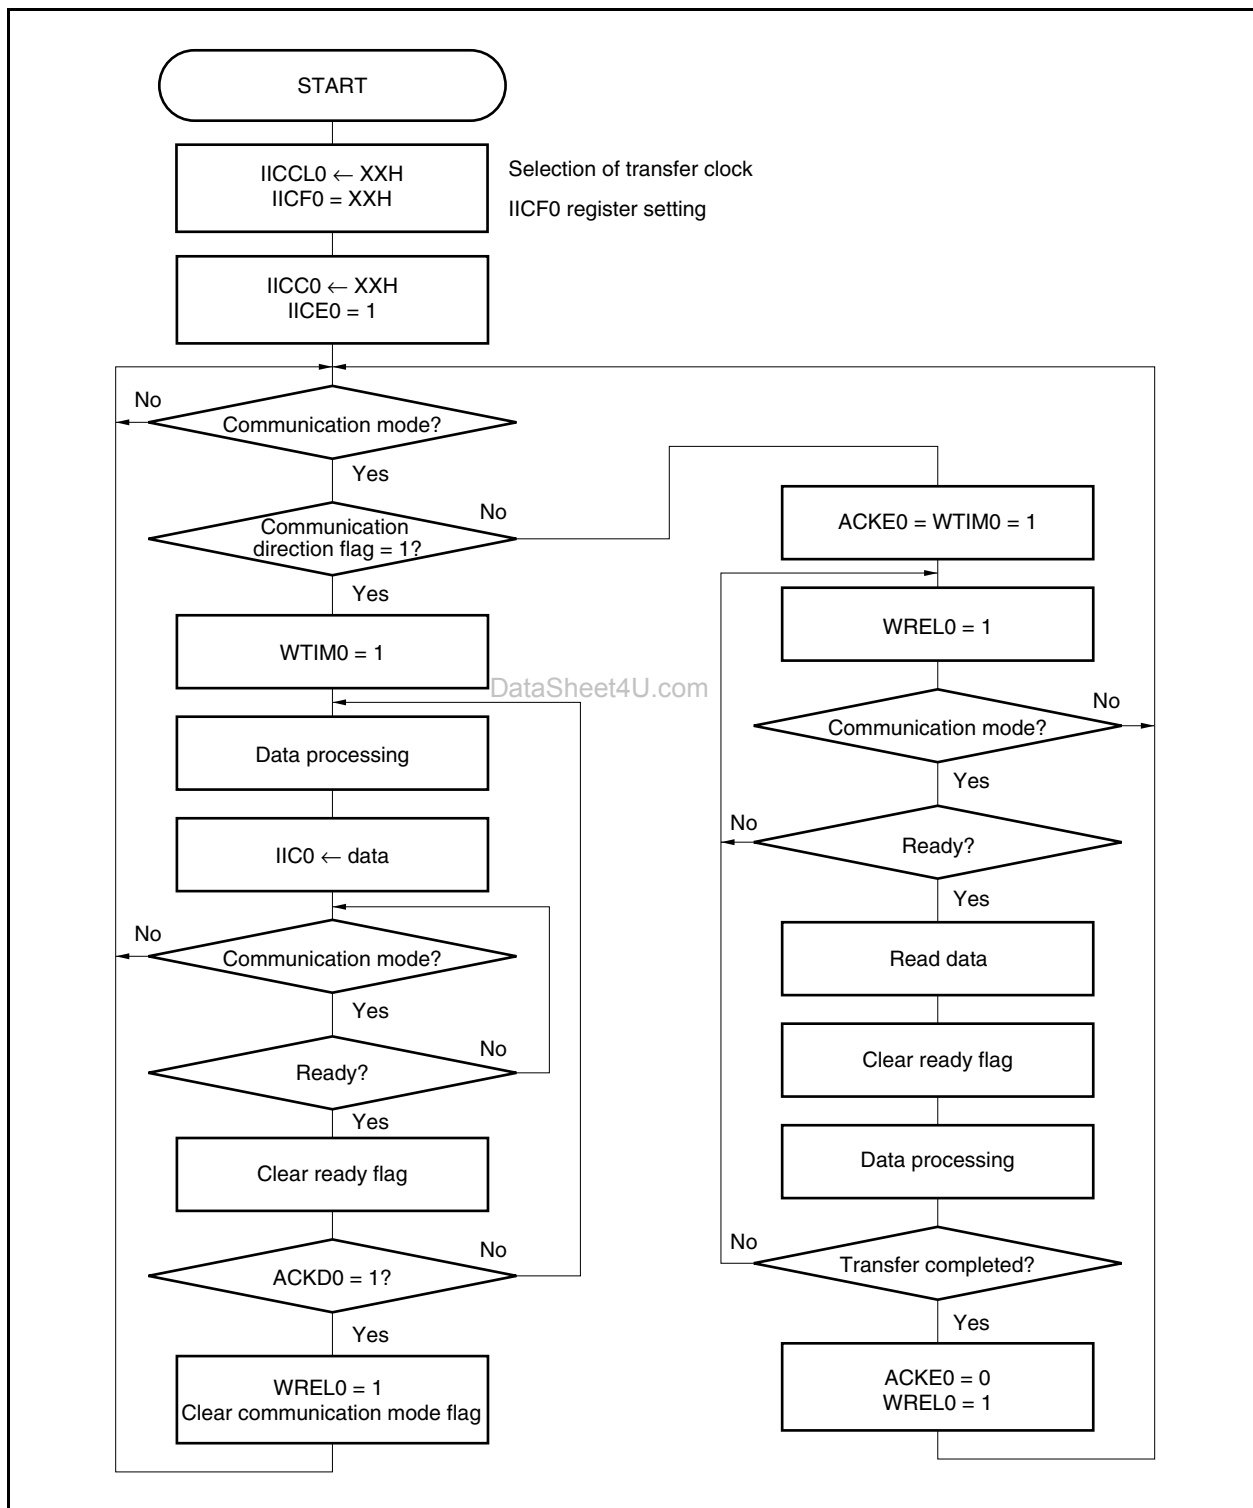 START
IICCL0 ← XXH
IICF0 = XXH
Selection of transfer clock
IICF0 register setting
IICC0 ← XXH
IICE0 = 1
No
Communication mode?
Yes
Communication
direction flag = 1?
No
Yes
WTIM0 = 1
DataSheet4U.com
Data processing
IIC0 ← data
No
Communication mode?
Yes
Ready?
No
Yes
Clear ready flag
ACKD0 = 1?
No
Yes
WREL0 = 1
Clear communication mode flag
ACKE0 = WTIM0 = 1
WREL0 = 1
Communication mode?
No
Yes
No
Ready?
Yes
Read data
Clear ready flag
Data processing
No
Transfer completed?
Yes
ACKE0 = 0
WREL0 = 1